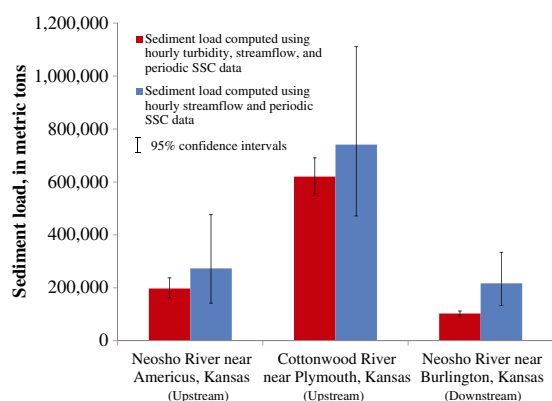 Sediment load, in metric tons
1,200,000
1,000,000
800,000
600,000
400,000
200,000
0
Sediment load computed using
hourly turbidity, streamflow, and
periodic SSC data
Sediment load computed using
hourly streamflow and periodic
SSC data
95% confidence intervals
Neosho River near
Americus, Kansas
(Upstream)
Cottonwood River
near Plymouth, Kansas
(Upstream)
Neosho River near
Burlington, Kansas
(Downstream)